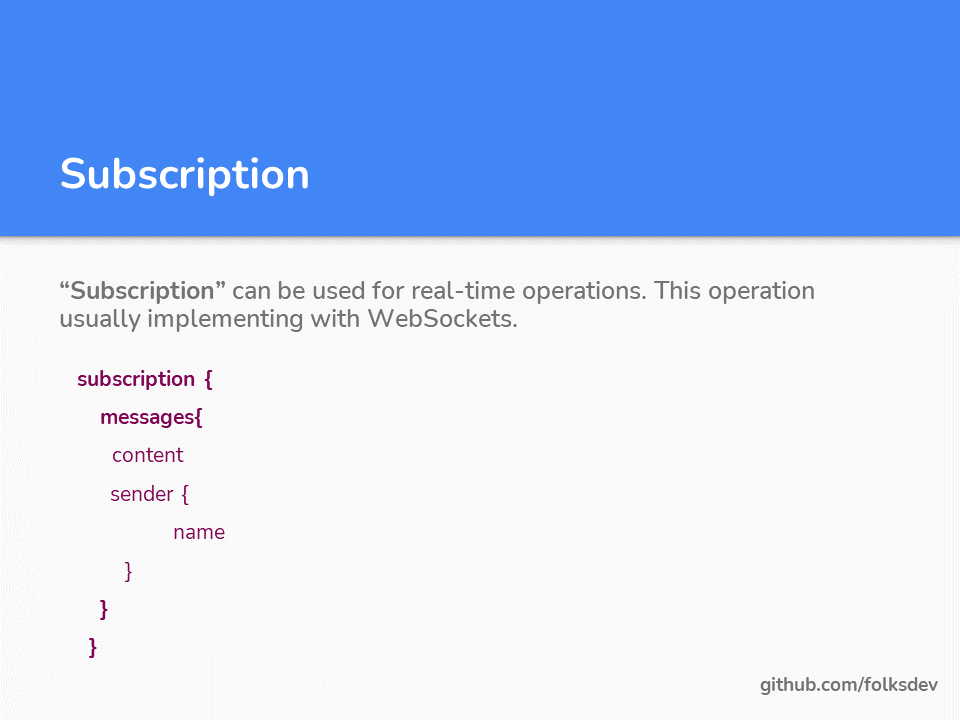 Subscription
“Subscription” can be used for real-time operations. This operation
usually implementing with WebSockets.
subscription {
messages{
content
sender {
name
}
}
}
github.com/folksdev